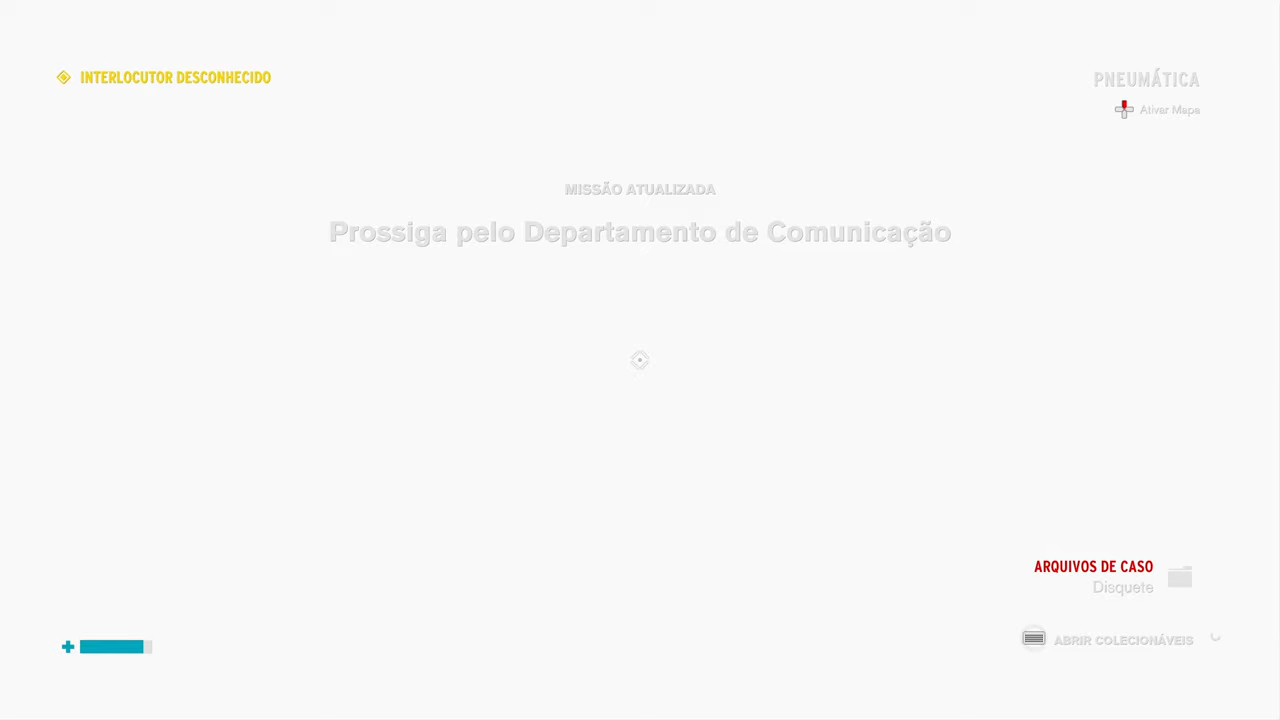 INTERLOCUTOR DESCONHECIDO
PNEUMÁTICA
Ativar Mapa
MISSÃO ATUALIZADA
Prossiga pelo Departamento de Comunicação
ARQUIVOS DE CASO
Disquete
ABRIR COLECIONÁVEIS